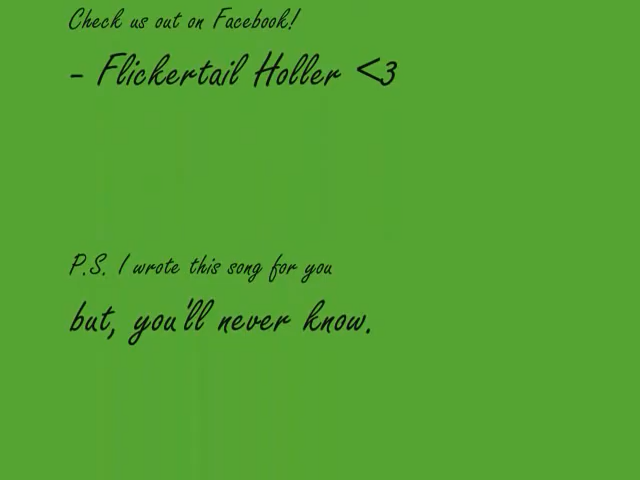 Check us out on Facebook!
- Flickertail Holler <3
P.S. I wrote this song for you
but, you'll never know.